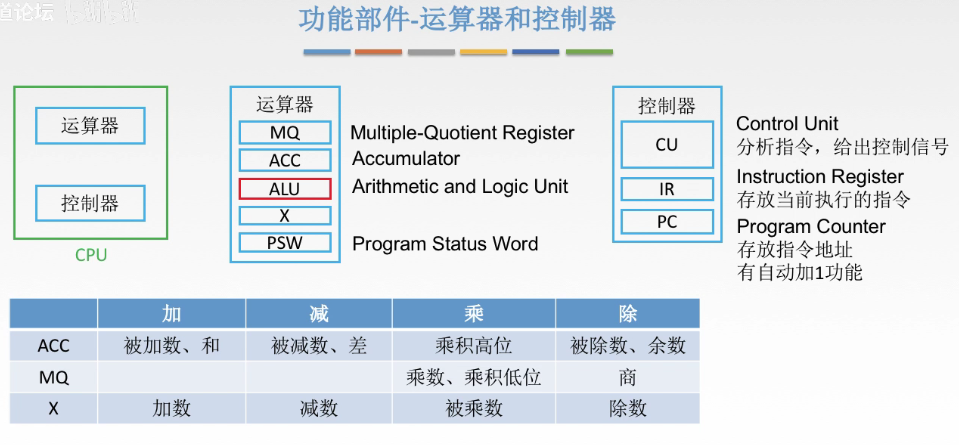 道论坛
功能部件-运算器和控制器
运算器
控制器
CPU
运算器
MQ
Multiple-Quotient Register
ACC
Accumulator
ALU
Arithmetic and Logic Unit
X
PSW
Program Status Word
控制器
CU
Control Unit
分析指令，给出控制信号
IR
Instruction Register
存放当前执行的指令
PC
Program Counter
存放指令地址
有自动加1功能
加 减 乘 除
ACC 被加数、和 被减数、差 乘积高位 被除数、余数
MQ 乘数、乘积低位 商
X 加数 减数 被乘数 除数